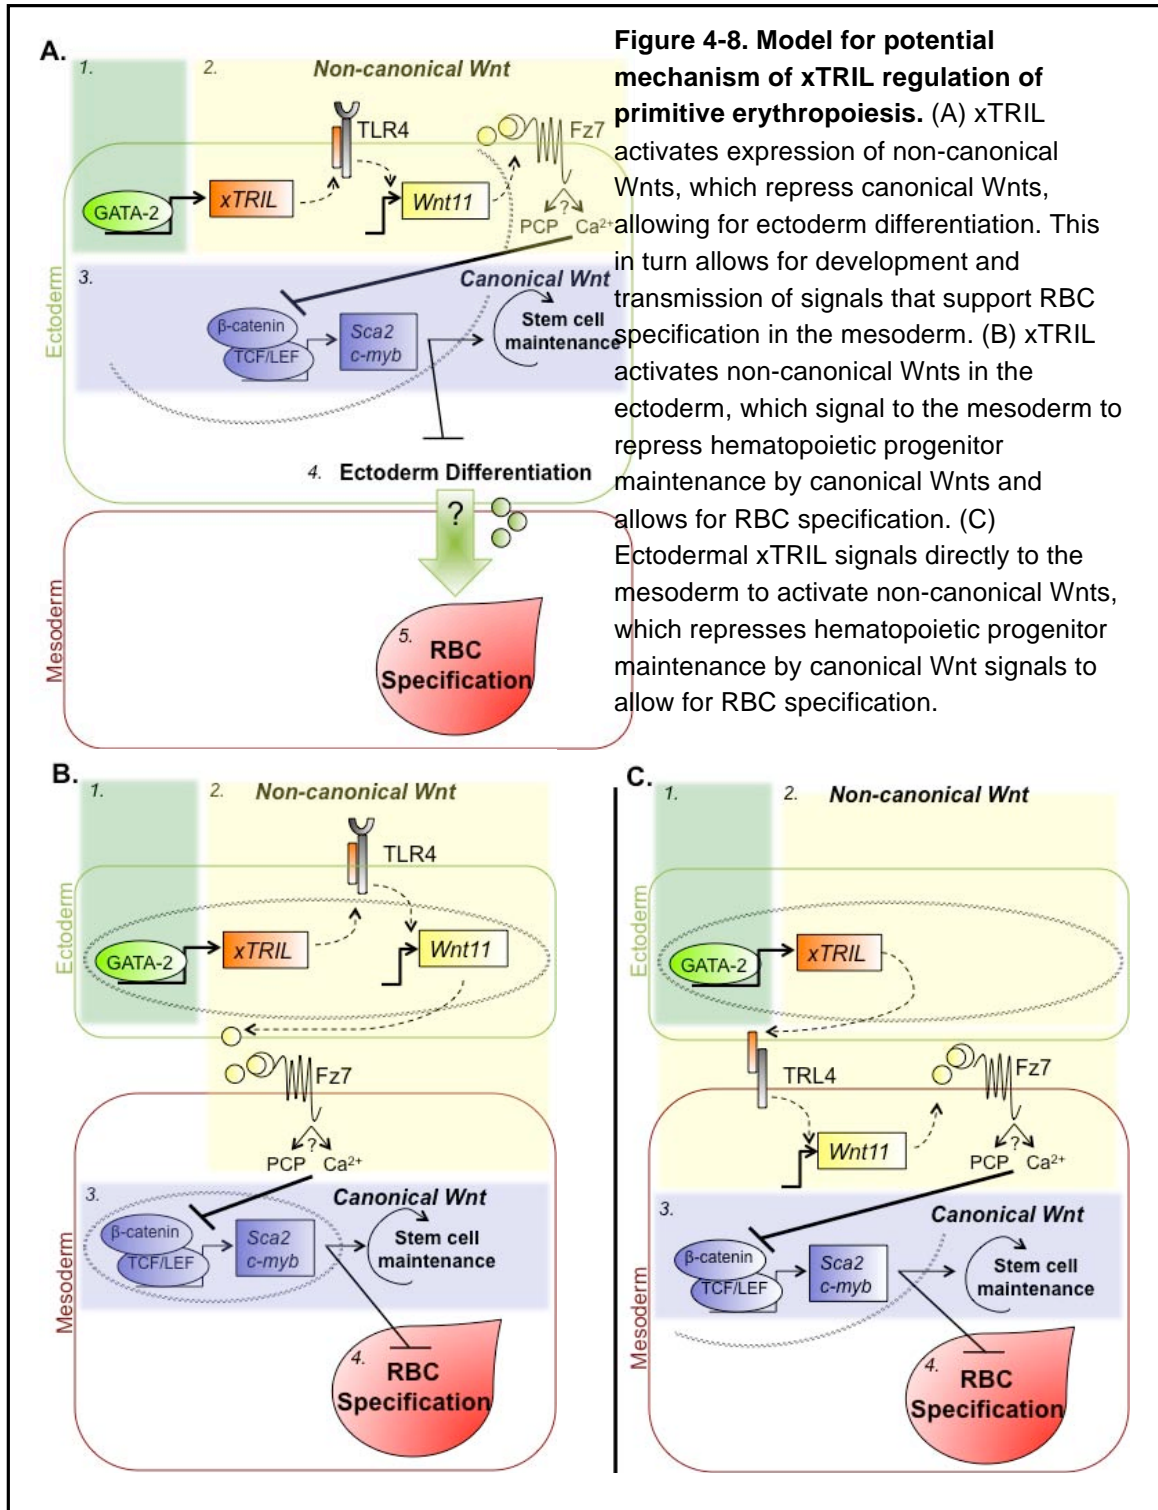 Figure 4-8. Model for potential
mechanism of xTRIL regulation of
primitive erythropoiesis. (A) xTRIL
activates expression of non-canonical
Wnts, which repress canonical Wnts,
allowing for ectoderm differentiation. This
in turn allows for development and
transmission of signals that support RBC
specification in the mesoderm. (B) xTRIL
activates non-canonical Wnts in the
ectoderm, which signal to the mesoderm to
repress hematopoietic progenitor
maintenance by canonical Wnts and
allows for RBC specification. (C)
Ectodermal xTRIL signals directly to the
mesoderm to activate non-canonical Wnts,
which represses hematopoietic progenitor
maintenance by canonical Wnt signals to
allow for RBC specification.
A.
1.
2.
Non-canonical Wnt
TLR4
Fz7
GATA-2
xTRIL
Wnt11
?
PCP Ca2+
Ectoderm
3.
Canonical Wnt
β-catenin
TCF/LEF
Sca2
c-myb
Stem cell
maintenance
4. Ectoderm Differentiation
?
Mesoderm
5.
RBC
Specification
B.
1.
2.
Non-canonical Wnt
TLR4
Ectoderm
GATA-2
xTRIL
Wnt11
Fz7
?
PCP Ca2+
Mesoderm
3.
Canonical Wnt
β-catenin
TCF/LEF
Sca2
c-myb
Stem cell
maintenance
4.
RBC
Specification
C.
1.
2.
Non-canonical Wnt
Ectoderm
GATA-2
xTRIL
TRL4
Fz7
Wnt11
?
PCP Ca2+
Mesoderm
3.
Canonical Wnt
β-catenin
TCF/LEF
Sca2
c-myb
Stem cell
maintenance
4.
RBC
Specification